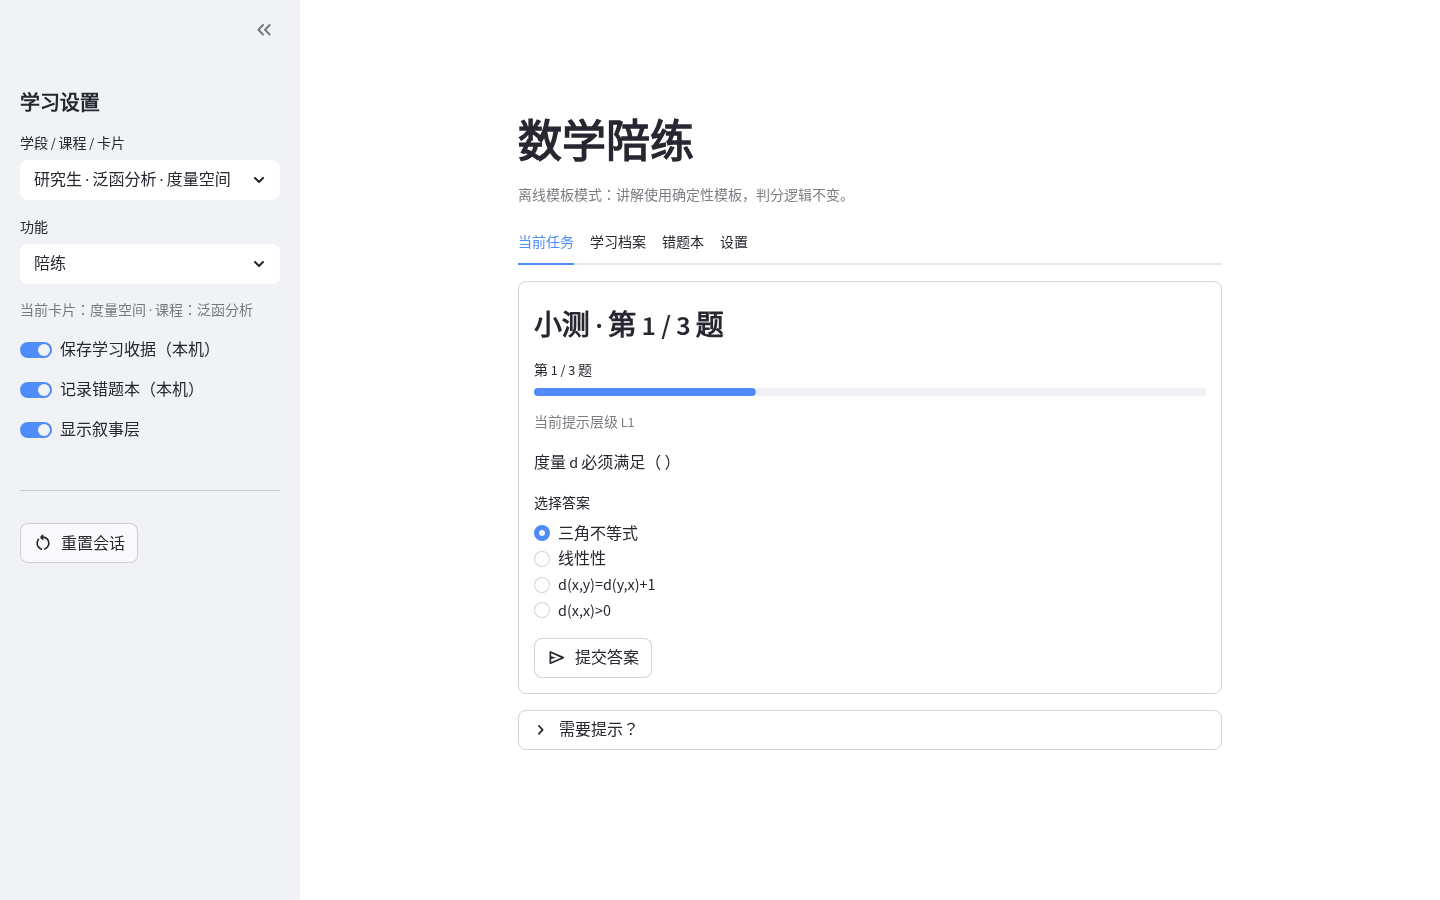 学习设置
学段 / 课程 / 卡片
研究生 · 泛函分析 · 度量空间
功能
陪练
当前卡片：度量空间 · 课程：泛函分析
保存学习收据（本机）
记录错题本（本机）
显示叙事层
重置会话
数学陪练
离线模板模式：讲解使用确定性模板，判分逻辑不变。
当前任务 学习档案 错题本 设置
小测 · 第 1 / 3 题
第 1 / 3 题
当前提示层级 L1
度量 d 必须满足（ ）
选择答案
三角不等式
线性性
d(x,y)=d(y,x)+1
d(x,x)>0
提交答案
需要提示？